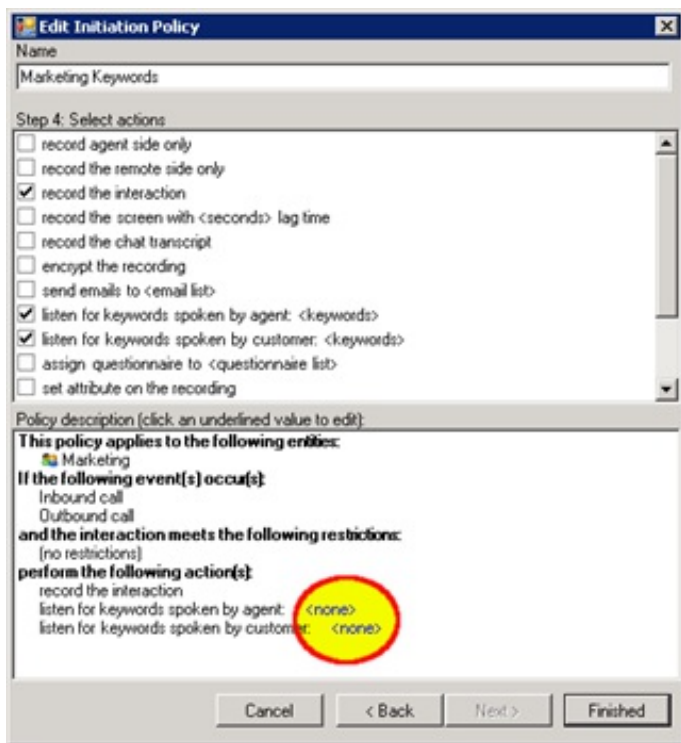 Edit Initiation Policy
Name
Marketing Keywords
Step 4: Select actions
record agent side only
record the remote side only
record the interaction
record the screen with <seconds> lag time
record the chat transcript
encrypt the recording
send emails to <email list>
listen for keywords spoken by agent: <keywords>
listen for keywords spoken by customer: <keywords>
assign questionnaire to <questionnaire list>
set attribute on the recording
Policy description (click an underlined value to edit):
This policy applies to the following entities:
Marketing
If the following event(s) occur(s):
Inbound call
Outbound call
and the interaction meets the following restrictions:
(no restrictions)
perform the following action(s):
record the interaction
listen for keywords spoken by agent: <none>
listen for keywords spoken by customer: <none>
Cancel < Back Next > Finished